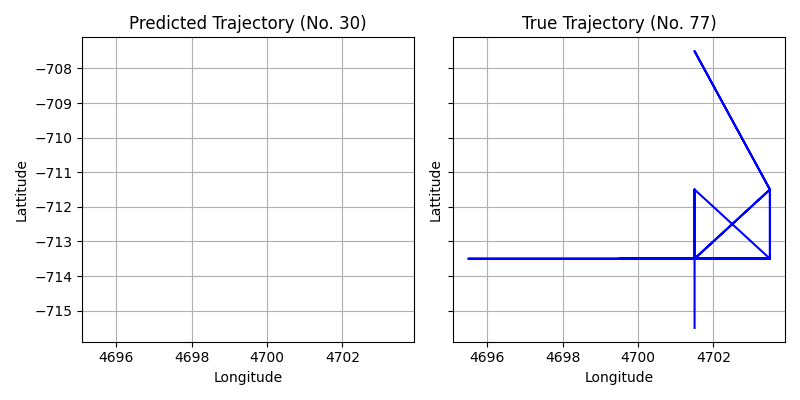 Predicted Trajectory (No. 30)
True Trajectory (No. 77)
−708
−709
−710
−711
−712
−713
−714
−715
Lattitude
Lattitude
4696 4698 4700 4702
4696 4698 4700 4702
Longitude
Longitude